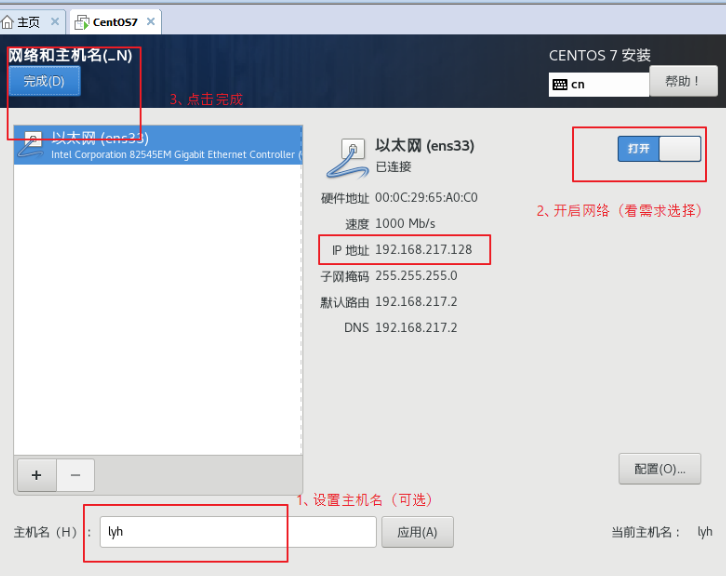 主页 × CentOS7 ×
网络和主机名(_N)
完成(D)
CENTOS 7 安装
cn
帮助！
3、点击完成
以太网 (ens33)
Intel Corporation 82545EM Gigabit Ethernet Controller (
以太网 (ens33)
已连接
打开
硬件地址 00:0C:29:65:A0:C0
速度 1000 Mb/s
IP 地址 192.168.217.128
子网掩码 255.255.255.0
默认路由 192.168.217.2
DNS 192.168.217.2
2、开启网络（看需求选择）
+ −
配置(O)...
1、设置主机名（可选）
主机名（H）： lyh
应用(A)
当前主机名： lyh